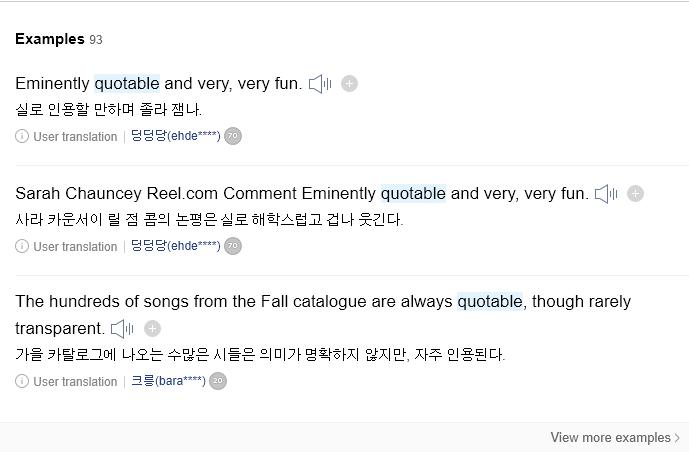 Examples 93
Eminently quotable and very, very fun.
실로 인용할 만하며 졸라 잼나.
User translation | 덩덩당(ehde****) 70
Sarah Chauncey Reel.com Comment Eminently quotable and very, very fun.
사라 카운서이 릴 점 콤의 논평은 실로 해학스럽고 겁나 웃긴다.
User translation | 덩덩당(ehde****) 70
The hundreds of songs from the Fall catalogue are always quotable, though rarely
transparent.
가을 카탈로그에 나오는 수많은 시들은 의미가 명확하지 않지만, 자주 인용된다.
User translation | 크릉(bara****) 20
View more examples